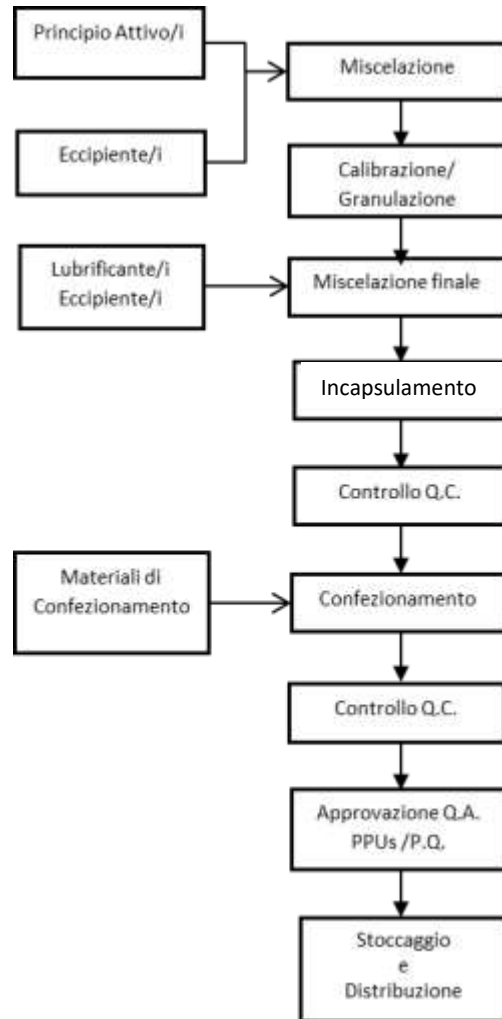 Principio Attivo/i
Miscelazione
Eccipiente/i
Calibrazione/
Granulazione
Lubrificante/i
Eccipiente/i
Miscelazione finale
Incapsulamento
Controllo Q.C.
Materiali di
Confezionamento
Confezionamento
Controllo Q.C.
Approvazione Q.A.
PPUs /P.Q.
Stoccaggio
e
Distribuzione